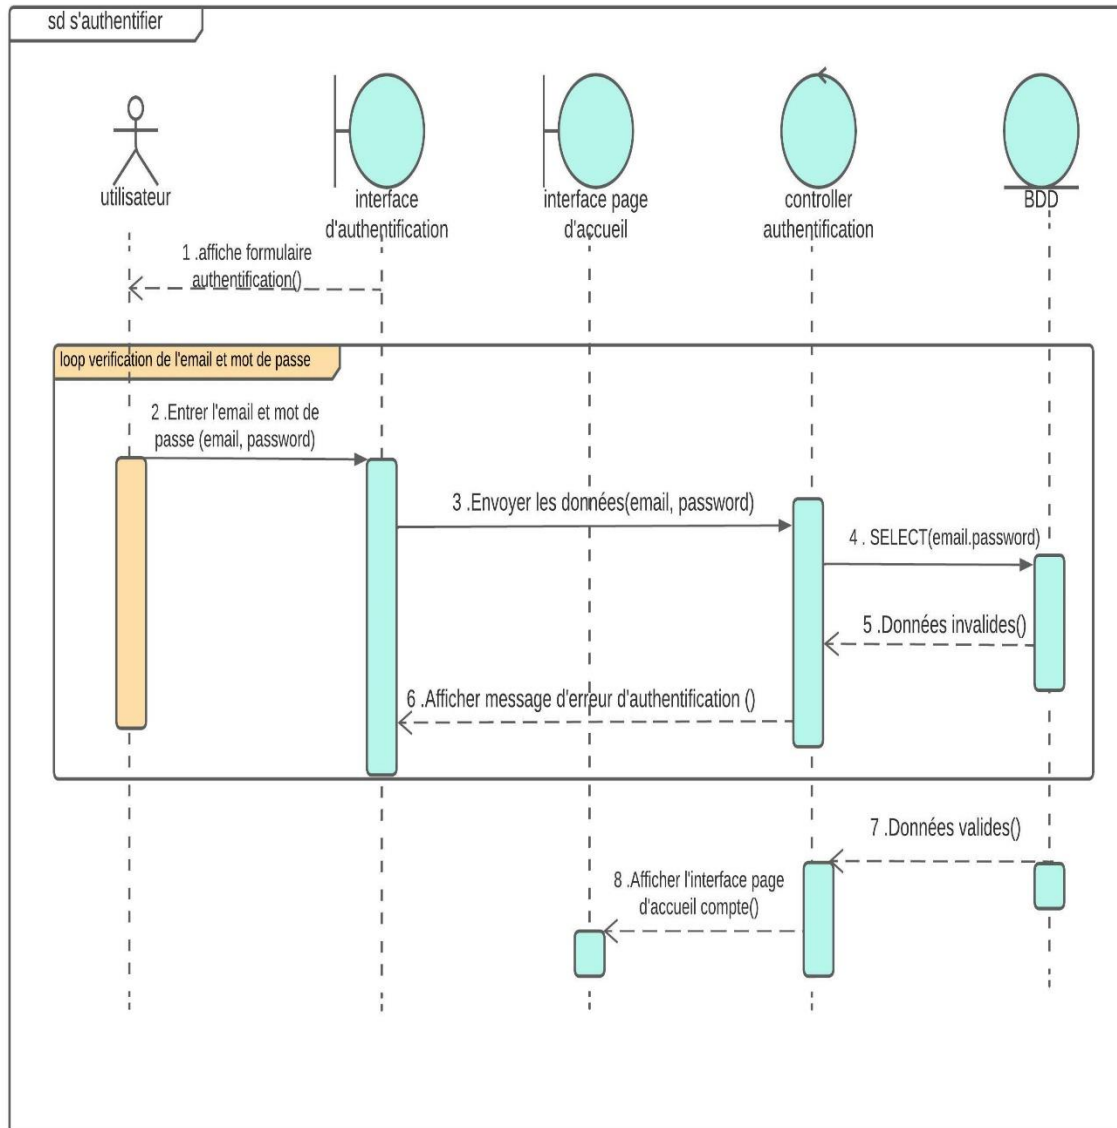 sd s'authentifier
utilisateur
interface
d'authentification
interface page
d'accueil
controller
authentification
BDD
1 .affiche formulaire
authentification()
loop verification de l'email et mot de passe
2 .Entrer l'email et mot de
passe (email, password)
3 .Envoyer les données(email, password)
4 . SELECT(email.password)
5 .Données invalides()
6 .Afficher message d'erreur d'authentification ()
7 .Données valides()
8 .Afficher l'interface page
d'accueil compte()